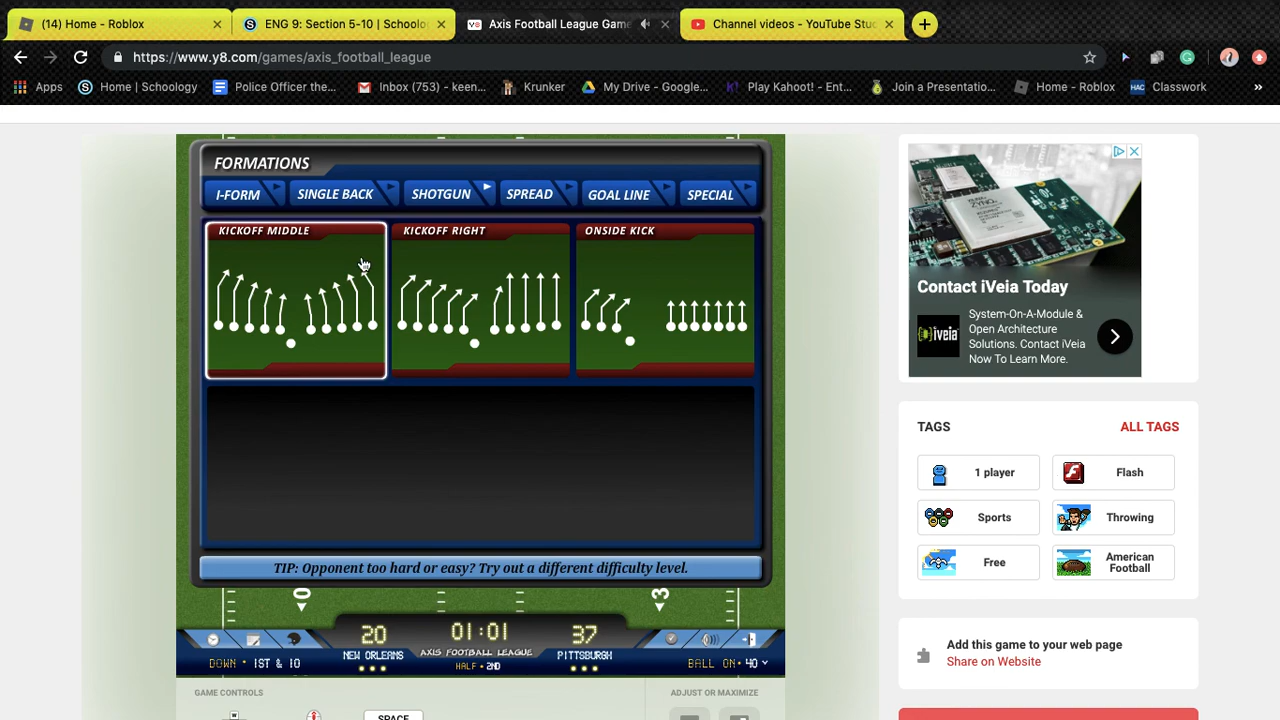 (14) Home - Roblox
ENG 9: Section 5-10 | Schoolo
Axis Football League Gam
Channel videos - YouTube Stu
https://www.y8.com/games/axis_football_league
Apps
Home | Schoology
Police Officer the...
Inbox (753) - keen...
Krunker
My Drive - Google...
Play Kahoot! - Ent...
Join a Presentatio...
Home - Roblox
HAC
Classwork
»
FORMATIONS
I-FORM
SINGLE BACK
SHOTGUN
SPREAD
GOAL LINE
SPECIAL
KICKOFF MIDDLE
KICKOFF RIGHT
ONSIDE KICK
TIP: Opponent too hard or easy? Try out a different difficulty level.
0
3
20
01:01
37
NEW ORLEANS
AXIS FOOTBALL LEAGUE
PITTSBURGH
DOWN • 1ST & 10
HALF • 2ND
BALL ON • 40
GAME CONTROLS
ADJUST OR MAXIMIZE
W
SPACE
ZYNQ
Contact iVeia Today
iveia
System-On-A-Module &
Open Architecture
Solutions. Contact iVeia
Now To Learn More.
TAGS
ALL TAGS
1 player
Flash
Sports
Throwing
Free
American
Football
Add this game to your web page
Share on Website